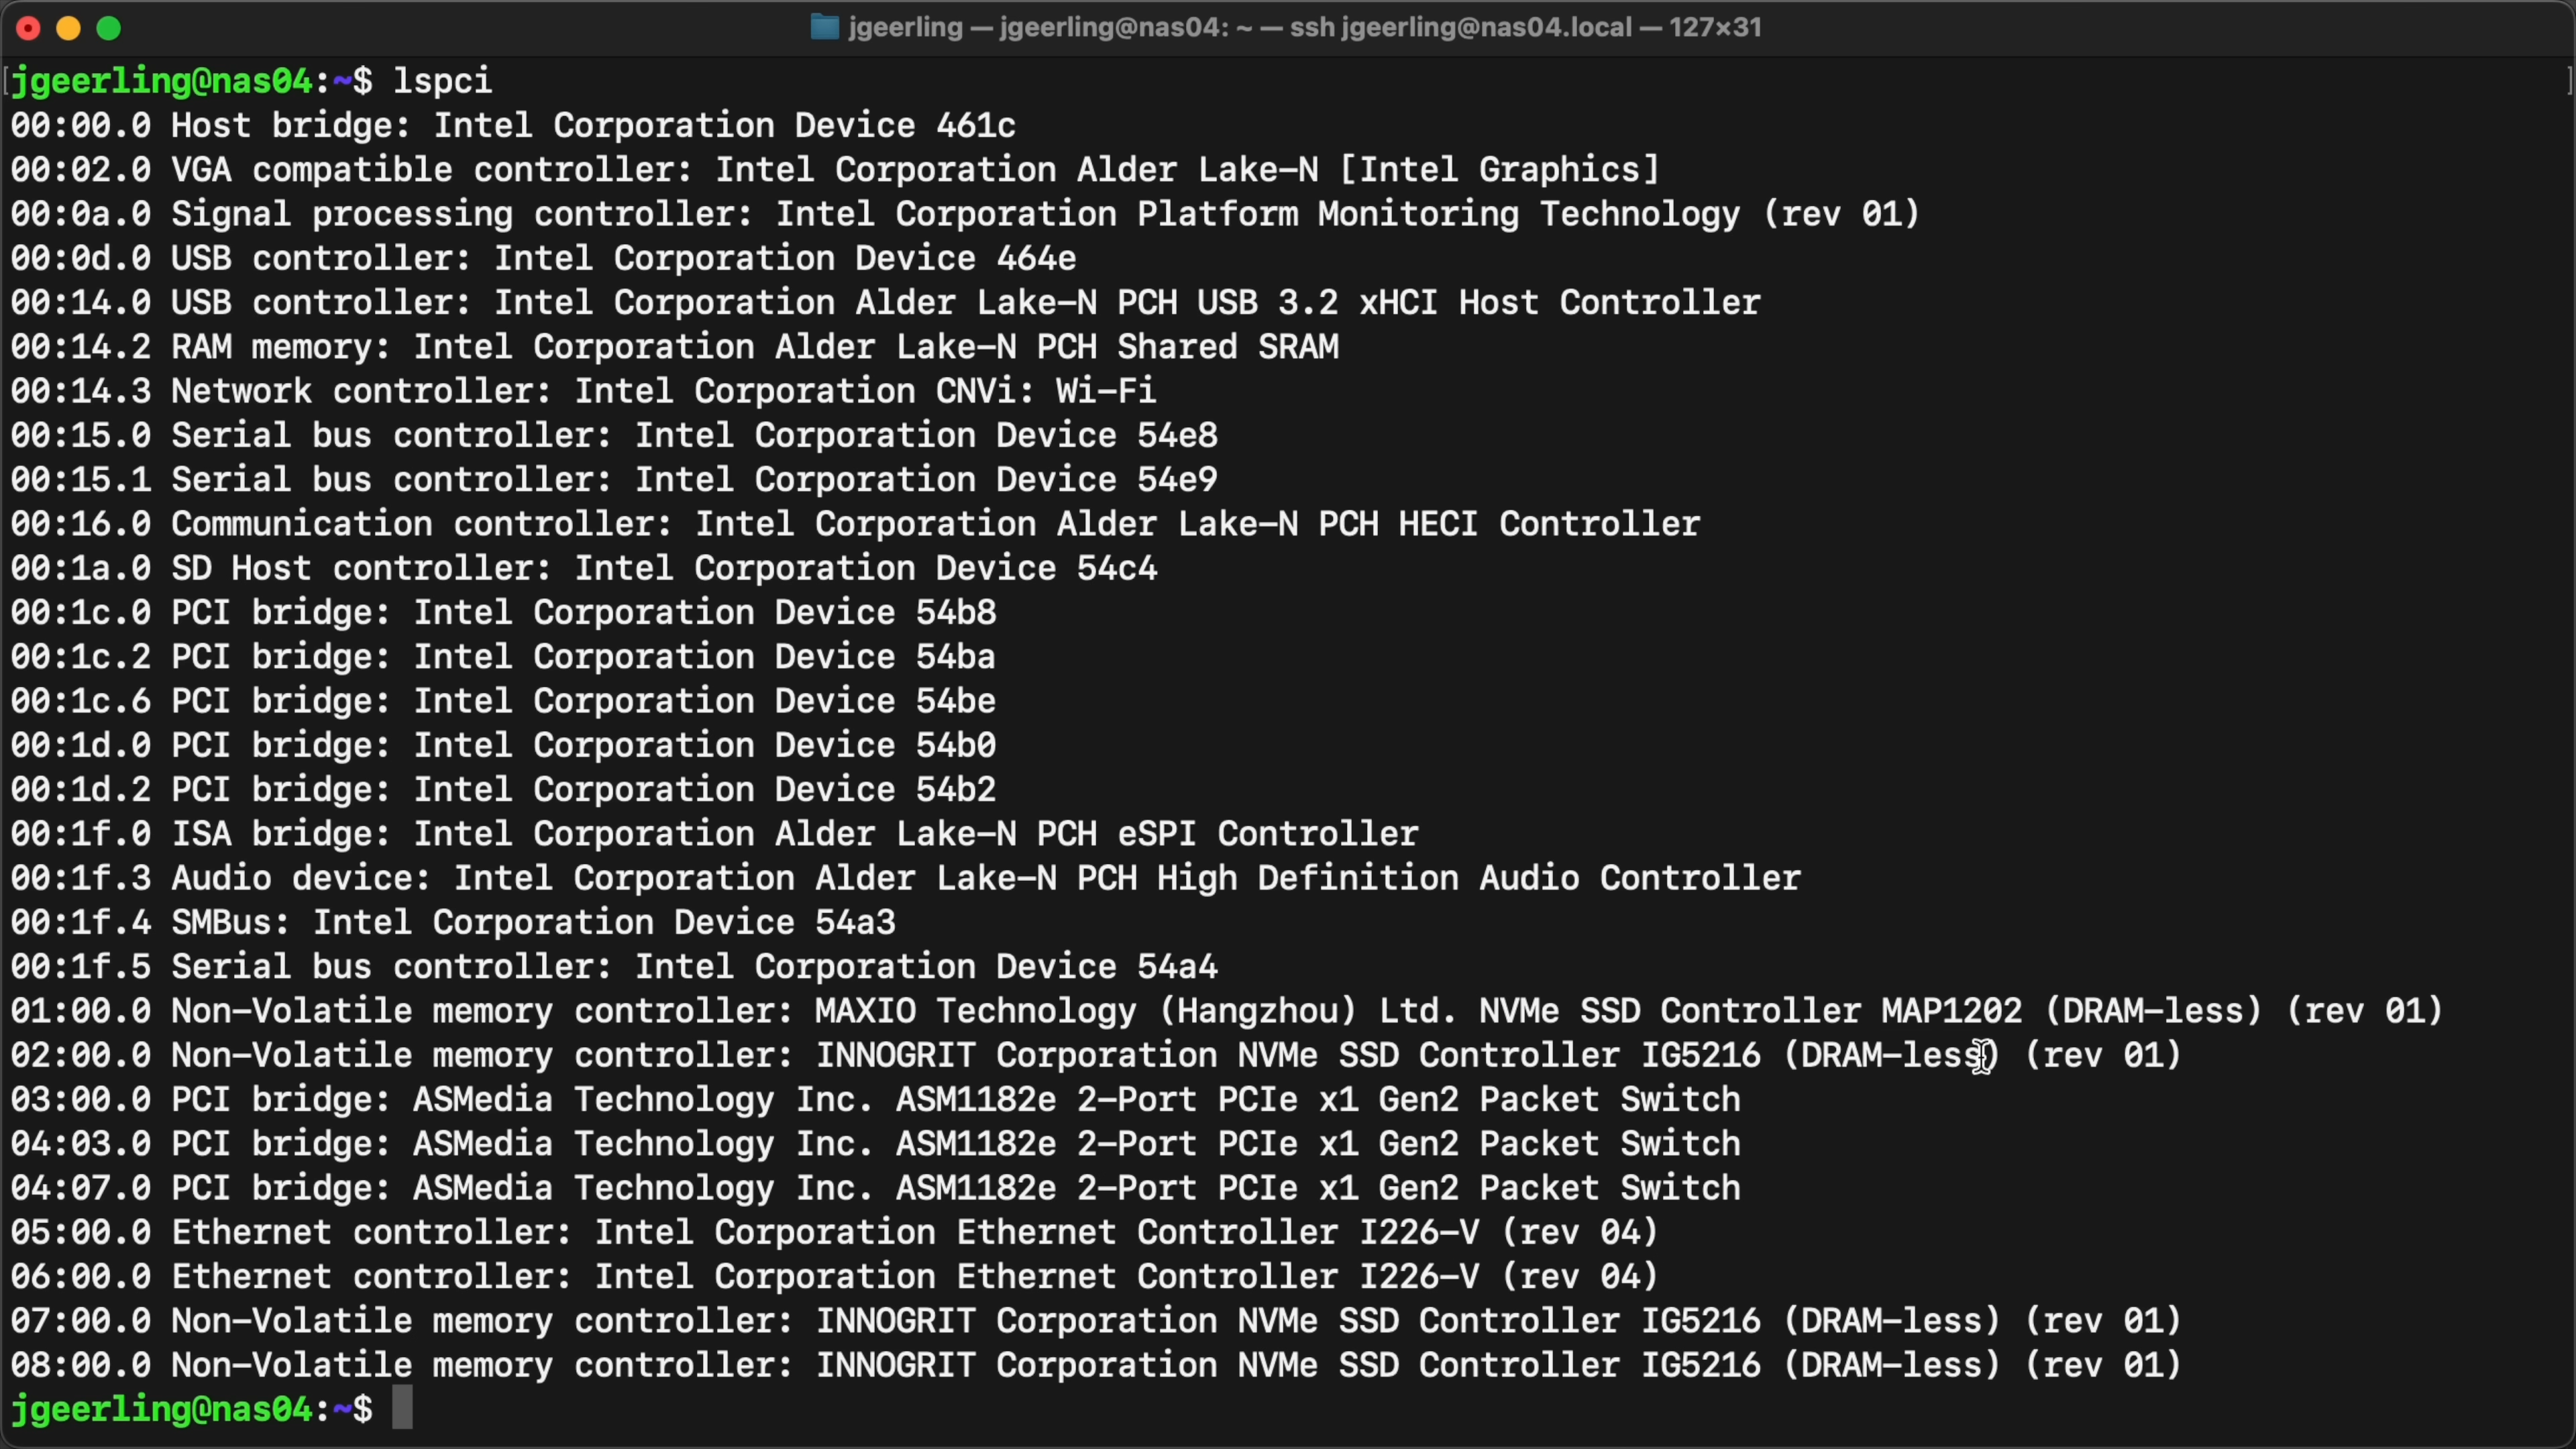 jgeerling — jgeerling@nas04: ~ — ssh jgeerling@nas04.local — 127×31
[jgeerling@nas04:~$ lspci ]
00:00.0 Host bridge: Intel Corporation Device 461c
00:02.0 VGA compatible controller: Intel Corporation Alder Lake-N [Intel Graphics]
00:0a.0 Signal processing controller: Intel Corporation Platform Monitoring Technology (rev 01)
00:0d.0 USB controller: Intel Corporation Device 464e
00:14.0 USB controller: Intel Corporation Alder Lake-N PCH USB 3.2 xHCI Host Controller
00:14.2 RAM memory: Intel Corporation Alder Lake-N PCH Shared SRAM
00:14.3 Network controller: Intel Corporation CNVi: Wi-Fi
00:15.0 Serial bus controller: Intel Corporation Device 54e8
00:15.1 Serial bus controller: Intel Corporation Device 54e9
00:16.0 Communication controller: Intel Corporation Alder Lake-N PCH HECI Controller
00:1a.0 SD Host controller: Intel Corporation Device 54c4
00:1c.0 PCI bridge: Intel Corporation Device 54b8
00:1c.2 PCI bridge: Intel Corporation Device 54ba
00:1c.6 PCI bridge: Intel Corporation Device 54be
00:1d.0 PCI bridge: Intel Corporation Device 54b0
00:1d.2 PCI bridge: Intel Corporation Device 54b2
00:1f.0 ISA bridge: Intel Corporation Alder Lake-N PCH eSPI Controller
00:1f.3 Audio device: Intel Corporation Alder Lake-N PCH High Definition Audio Controller
00:1f.4 SMBus: Intel Corporation Device 54a3
00:1f.5 Serial bus controller: Intel Corporation Device 54a4
01:00.0 Non-Volatile memory controller: MAXIO Technology (Hangzhou) Ltd. NVMe SSD Controller MAP1202 (DRAM-less) (rev 01)
02:00.0 Non-Volatile memory controller: INNOGRIT Corporation NVMe SSD Controller IG5216 (DRAM-less) (rev 01)
03:00.0 PCI bridge: ASMedia Technology Inc. ASM1182e 2-Port PCIe x1 Gen2 Packet Switch
04:03.0 PCI bridge: ASMedia Technology Inc. ASM1182e 2-Port PCIe x1 Gen2 Packet Switch
04:07.0 PCI bridge: ASMedia Technology Inc. ASM1182e 2-Port PCIe x1 Gen2 Packet Switch
05:00.0 Ethernet controller: Intel Corporation Ethernet Controller I226-V (rev 04)
06:00.0 Ethernet controller: Intel Corporation Ethernet Controller I226-V (rev 04)
07:00.0 Non-Volatile memory controller: INNOGRIT Corporation NVMe SSD Controller IG5216 (DRAM-less) (rev 01)
08:00.0 Non-Volatile memory controller: INNOGRIT Corporation NVMe SSD Controller IG5216 (DRAM-less) (rev 01)
jgeerling@nas04:~$